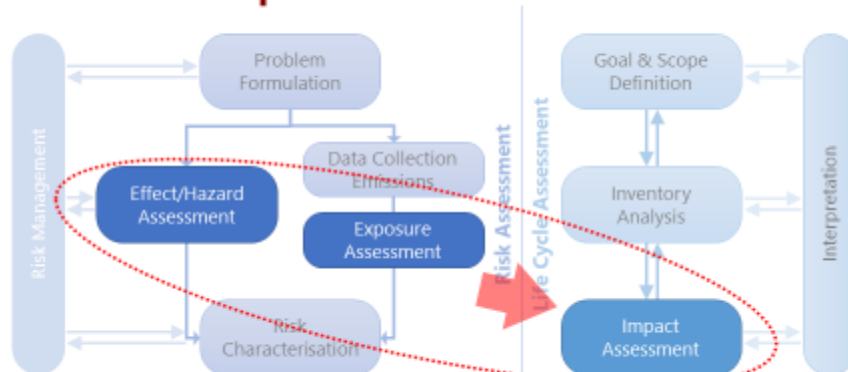 Problem
Formulation
Goal & Scope
Definition
Risk Management
Data Collection
Emissions
Effect/Hazard
Assessment
Exposure
Assessment
Risk Assessment
Life Cycle Assessment
Inventory
Analysis
Interpretation
Risk
Characterisation
Impact
Assessment